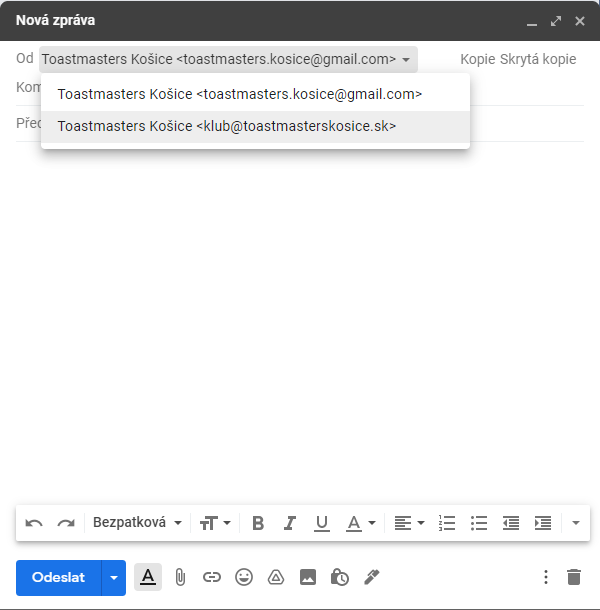 Nová zpráva
Od Toastmasters Košice <toastmasters.kosice@gmail.com> Kopie Skrytá kopie
Kom
Toastmasters Košice <toastmasters.kosice@gmail.com>
Před
Toastmasters Košice <klub@toastmasterskosice.sk>
Bezpatková
Odeslat